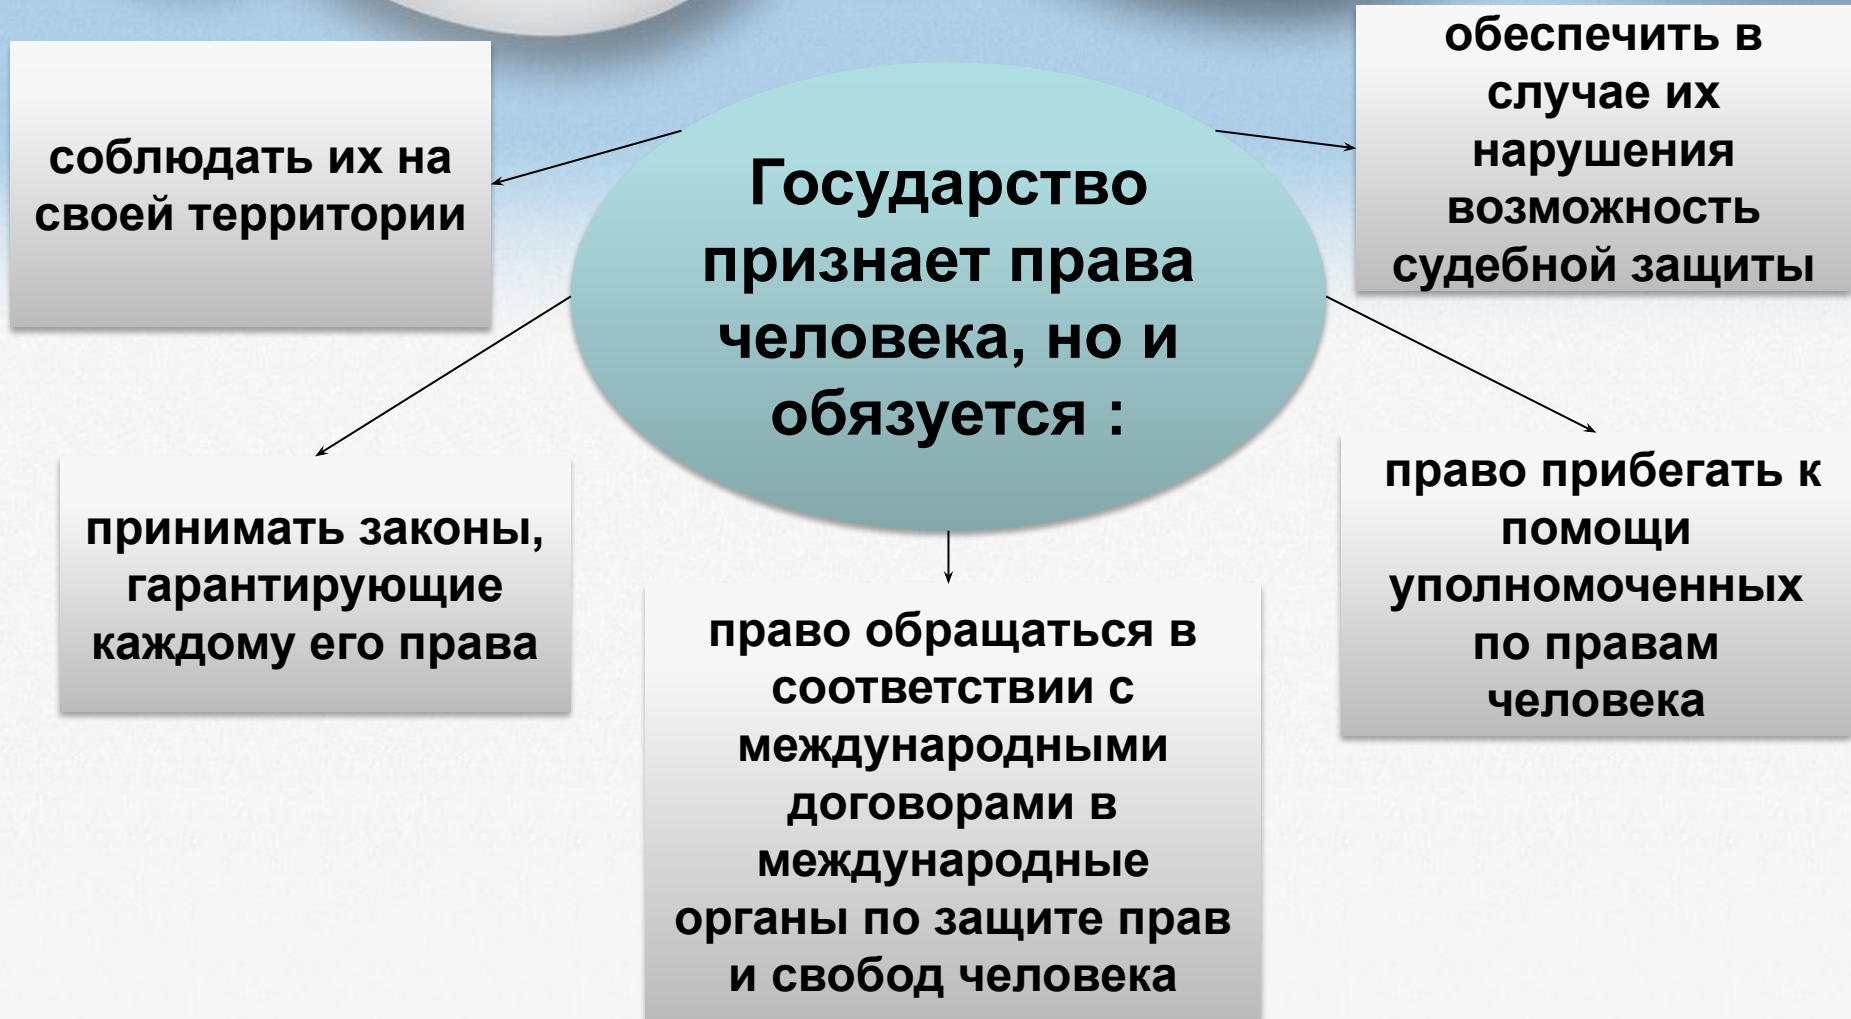 соблюдать их на
своей территории
Государство
признает права
человека, но и
обязуется :
обеспечить в
случае их
нарушения
возможность
судебной защиты
принимать законы,
гарантирующие
каждому его права
право обращаться в
соответствии с
международными
договорами в
международные
органы по защите прав
и свобод человека
право прибегать к
помощи
уполномоченных
по правам
человека